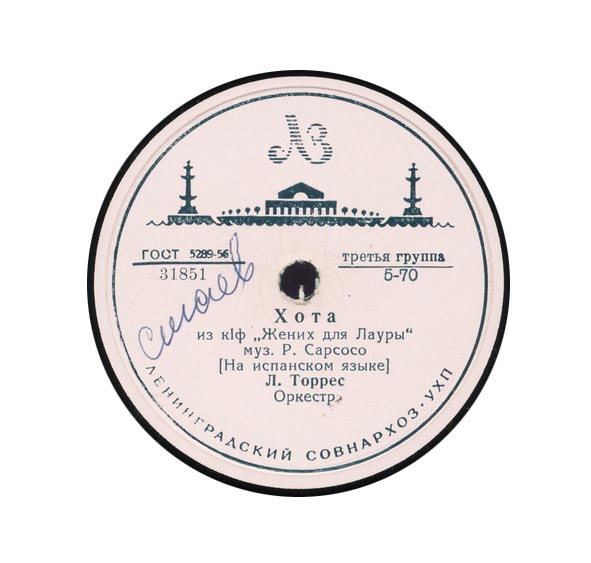 ЛЗ
ГОСТ 5289-56
31851
третья группа
5-70
Хота
из к|ф „Жених для Лауры“
муз. Р. Сарсосо
[На испанском языке]
Л. Торрес
Оркестр.
ЛЕНИНГРАДСКИЙ СОВНАРХОЗ · УХП